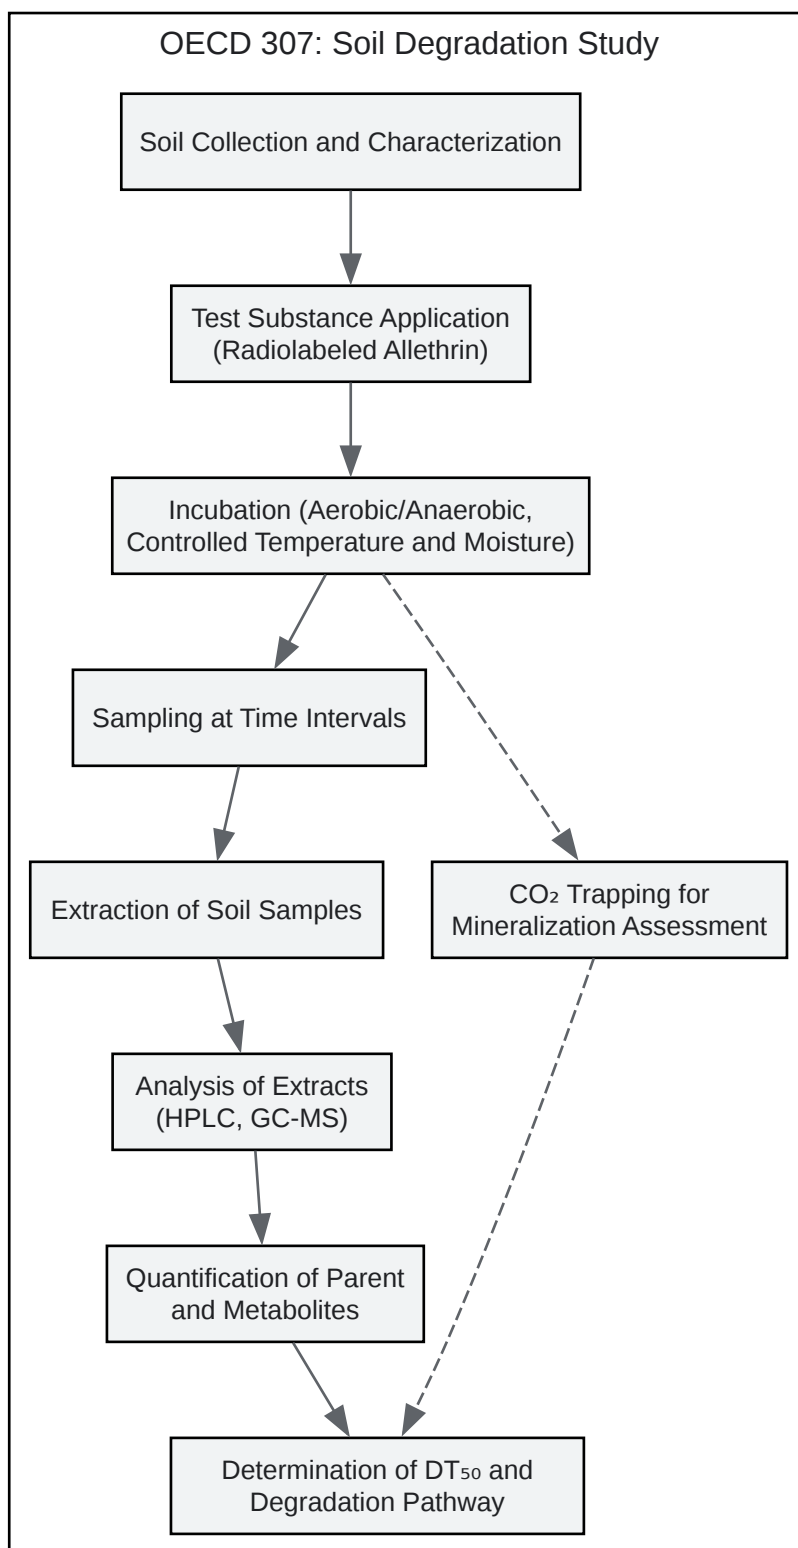 OECD 307: Soil Degradation Study
Soil Collection and Characterization
Test Substance Application
(Radiolabeled Allethrin)
Incubation (Aerobic/Anaerobic,
Controlled Temperature and Moisture)
Sampling at Time Intervals
Extraction of Soil Samples
CO₂ Trapping for
Mineralization Assessment
Analysis of Extracts
(HPLC, GC-MS)
Quantification of Parent
and Metabolites
Determination of DT₅₀ and
Degradation Pathway